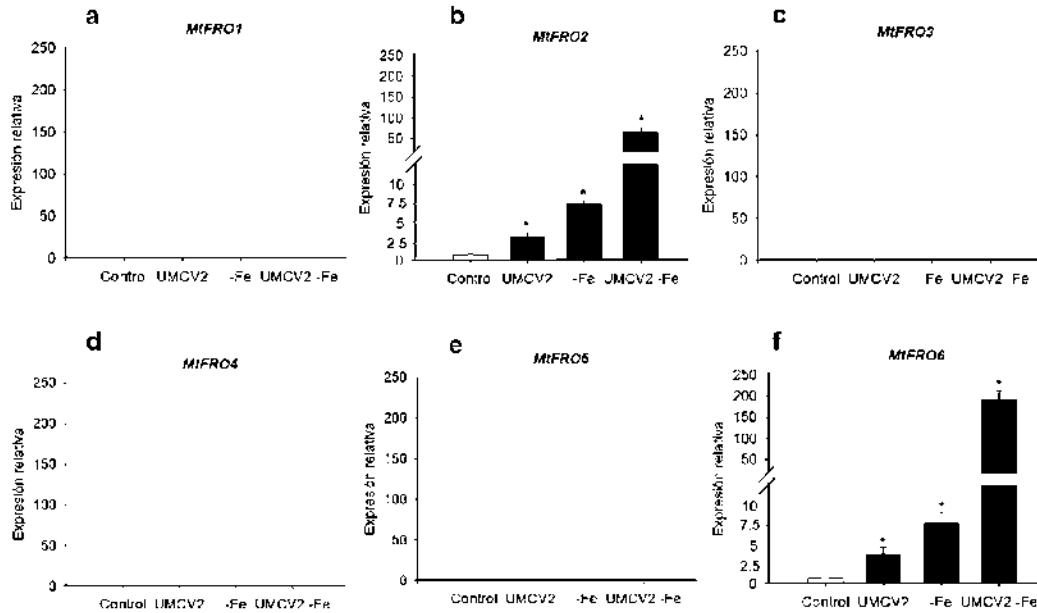 a
MtFRO1
250
200
150
100
50
0
Expresión relativa
Contro UMCV2 -Fe UMCV2 -Fe
b
MtFRO2
250
200
150
100
50
10
7.5
5
2.5
0
Expresión relativa
* * * *
Contro UMCV2 -Fe UMCV2 -Fe
c
MtFRO3
250
200
150
100
50
0
Expresión relativa
Control UMCV2 Fe UMCV2 Fe
d
MtFRO4
250
200
150
100
50
0
Expresión relativa
Control UMCV2 -Fe UMCV2 -Fe
e
MtFRO5
250
200
150
100
50
0
Expresión relativa
Control UMCV2 -Fe UMCV2 -Fe
f
MtFRO6
250
200
150
100
50
10
7.5
5
2.5
0
Expresión relativa
* * *
Control UMCV2 -Fe UMCV2 -Fe